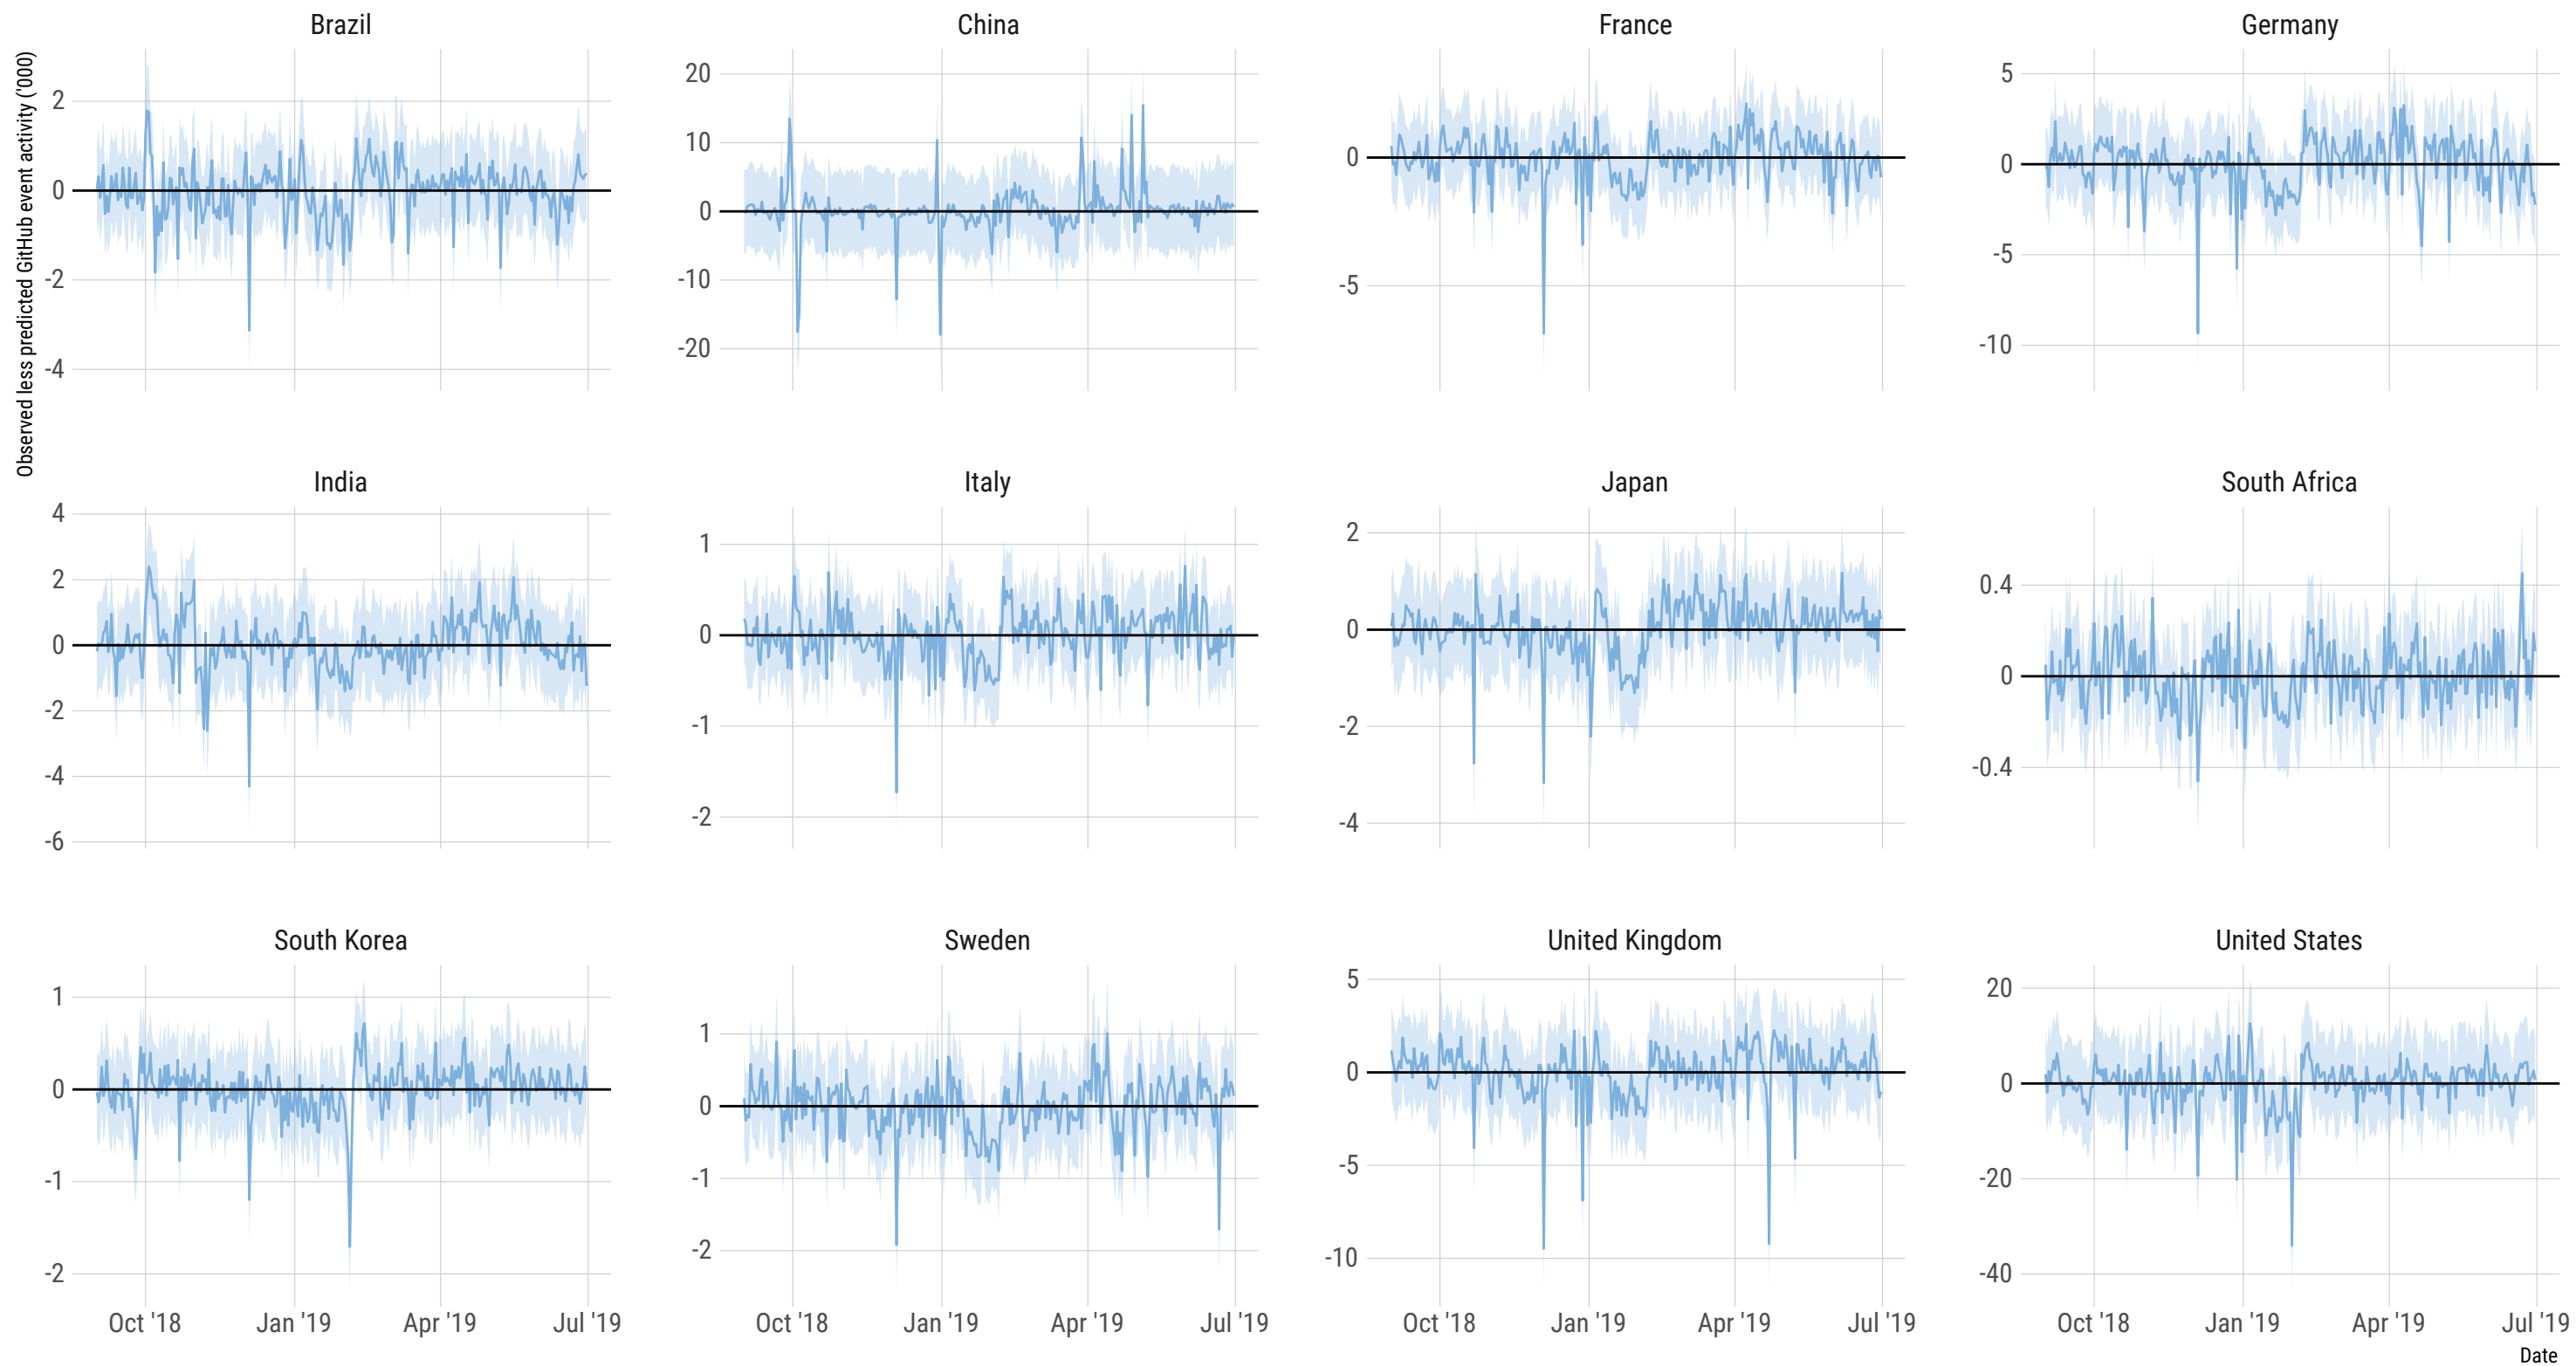 Observed less predicted GitHub event activity ('000)
Brazil
China
France
Germany
2
0
-2
-4
20
10
0
-10
-20
0
-5
5
0
-5
-10
India
Italy
Japan
South Africa
4
2
0
-2
-4
-6
1
0
-1
-2
2
0
-2
-4
0.4
0
-0.4
South Korea
Sweden
United Kingdom
United States
1
0
-1
-2
1
0
-1
-2
5
0
-5
-10
20
0
-20
-40
Oct '18 Jan '19 Apr '19 Jul '19
Oct '18 Jan '19 Apr '19 Jul '19
Oct '18 Jan '19 Apr '19 Jul '19
Oct '18 Jan '19 Apr '19 Jul '19
Date